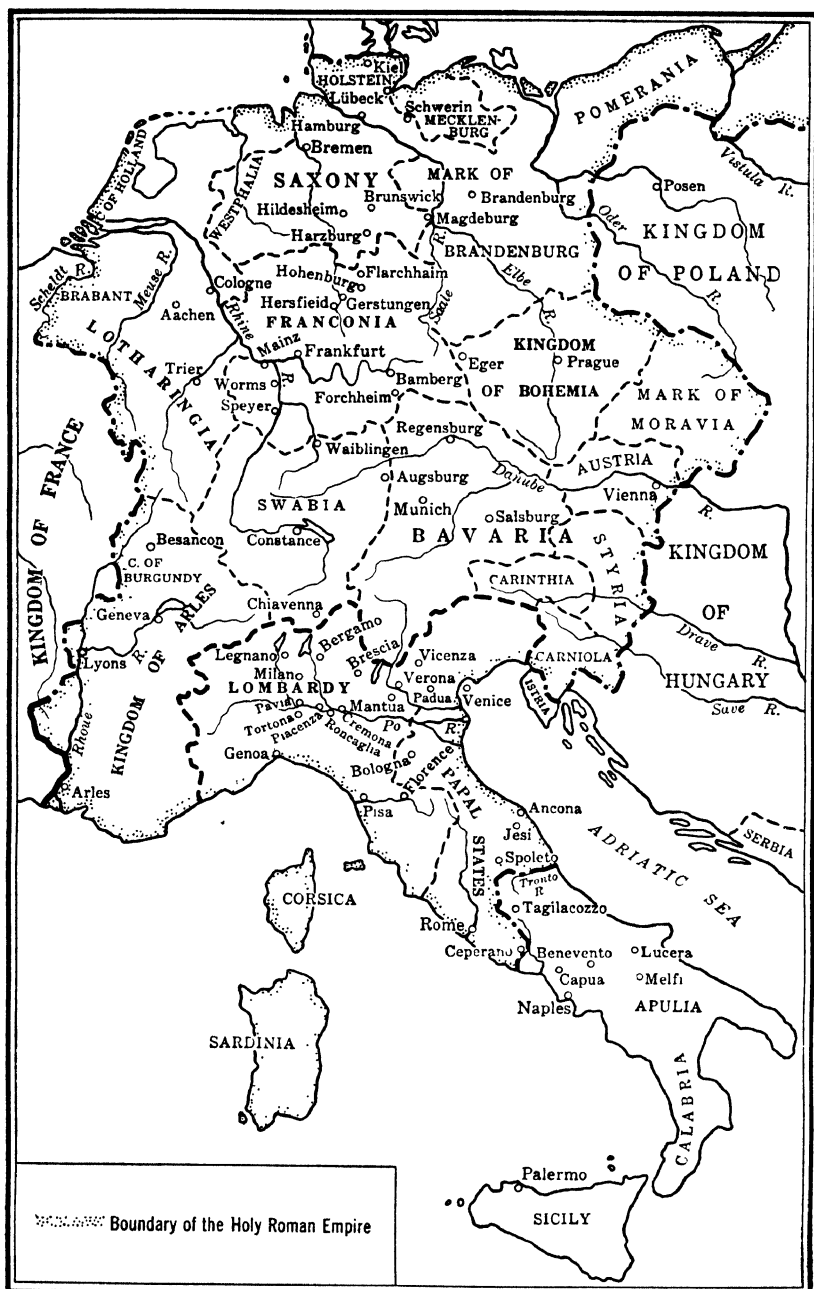 Kiel
HOLSTEIN
Lübeck
Schwerin
MECKLEN-
BURG
POMERANIA
Hamburg
Bremen
C. OF HOLLAND
WESTPHALIA
SAXONY
MARK OF
BRANDENBURG
Brandenburg
Vistula R.
Posen
Hildesheim
Brunswick
Magdeburg
Harzburg
Oder
R.
KINGDOM
OF POLAND
Scheldt R.
Meuse R.
BRABANT
Cologne
Aachen
Rhine
R.
Hohenburg
Flarchhaim
Hersfield
Gerstungen
FRANCONIA
Saale
R.
Elbe
R.
LOTHARINGIA
Mainz
Frankfurt
Trier
Worms
Speyer
Bamberg
Forchheim
Eger
KINGDOM
OF BOHEMIA
Prague
MARK OF
MORAVIA
KINGDOM OF FRANCE
Waiblingen
Regensburg
Augsburg
Danube
R.
AUSTRIA
Vienna
SWABIA
Munich
Salsburg
BAVARIA
Constance
Besancon
C. OF
BURGUNDY
CARINTHIA
STYRIA
KINGDOM
OF
HUNGARY
Geneva
Chiavenna
KINGDOM OF ARLES
Lyons
R.
Rhoue
Arles
Drave R.
CARNIOLA
Save R.
ISTRIA
Legnano
Bergamo
Brescia
Milan
LOMBARDY
Vicenza
Verona
Padua
Venice
Pavia
Mantua
Tortona
Piacenza
Cremona
Roncaglia
Po
R.
Genoa
Bologna
Florence
Pisa
PAPAL
STATES
Ancona
Jesi
Spoleto
ADRIATIC SEA
SERBIA
CORSICA
Tronto
R
Tagilacozzo
Rome
Ceperano
Benevento
Lucera
Capua
Melfi
Naples
APULIA
SARDINIA
CALABRIA
Palermo
SICILY
Boundary of the Holy Roman Empire